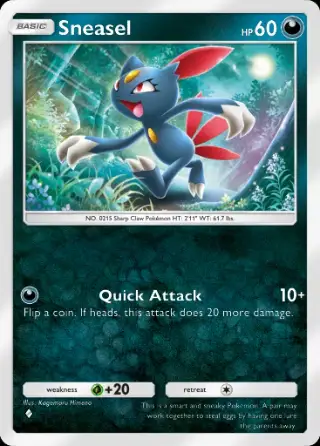 BASIC Sneasel HP 60
NO. 0215 Sharp Claw Pokémon HT: 2'11" WT: 61.7 lbs.
Quick Attack 10+
Flip a coin. If heads, this attack does 20 more damage.
weakness +20 retreat
Illus. Kagemaru Himeno
This is a smart and sneaky Pokémon. A pair may
work together to steal eggs by having one lure
the parents away.